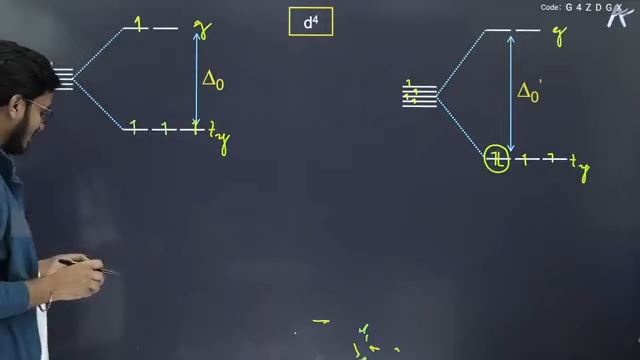 Code: G 4 Z D G X
d⁴
eg
Δ₀
t₂g
eg
Δ₀'
t₂g